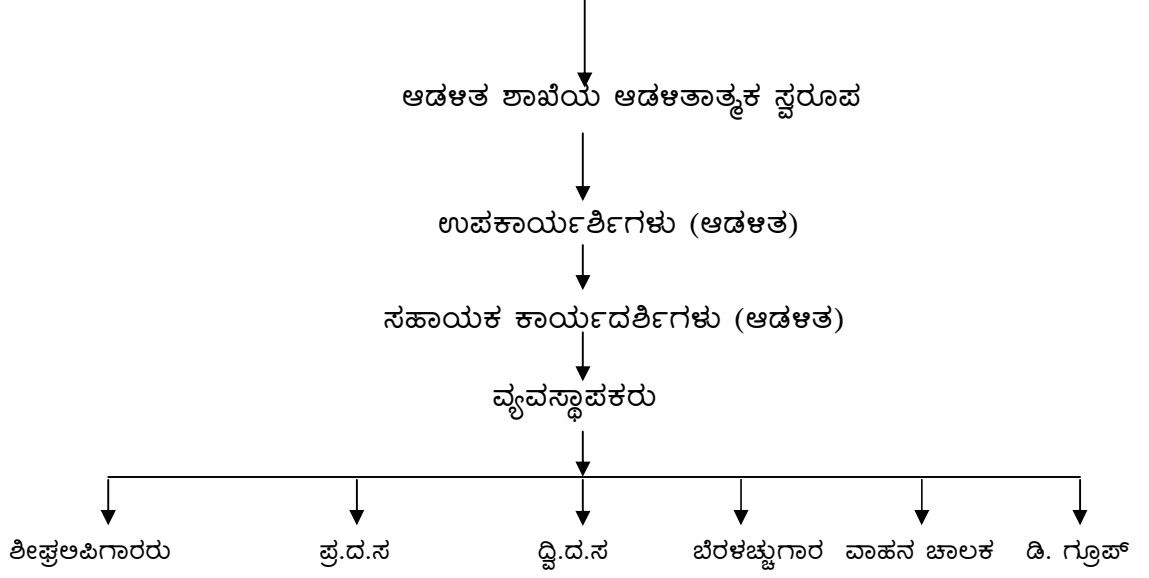 ಆಡಳಿತ ಶಾಖೆಯ ಆಡಳಿತಾತ್ಮಕ ಸ್ವರೂಪ
ಉಪಕಾರ್ಯರ್ಶಿಗಳು (ಆಡಳಿತ)
ಸಹಾಯಕ ಕಾರ್ಯದರ್ಶಿಗಳು (ಆಡಳಿತ)
ವ್ಯವಸ್ಥಾಪಕರು
ಶೀಘ್ರಲಿಪಿಗಾರರು ಪ್ರ.ದ.ಸ ದ್ವಿ.ದ.ಸ ಬೆರಳಚ್ಚುಗಾರ ವಾಹನ ಚಾಲಕ ಡಿ. ಗ್ರೂಪ್